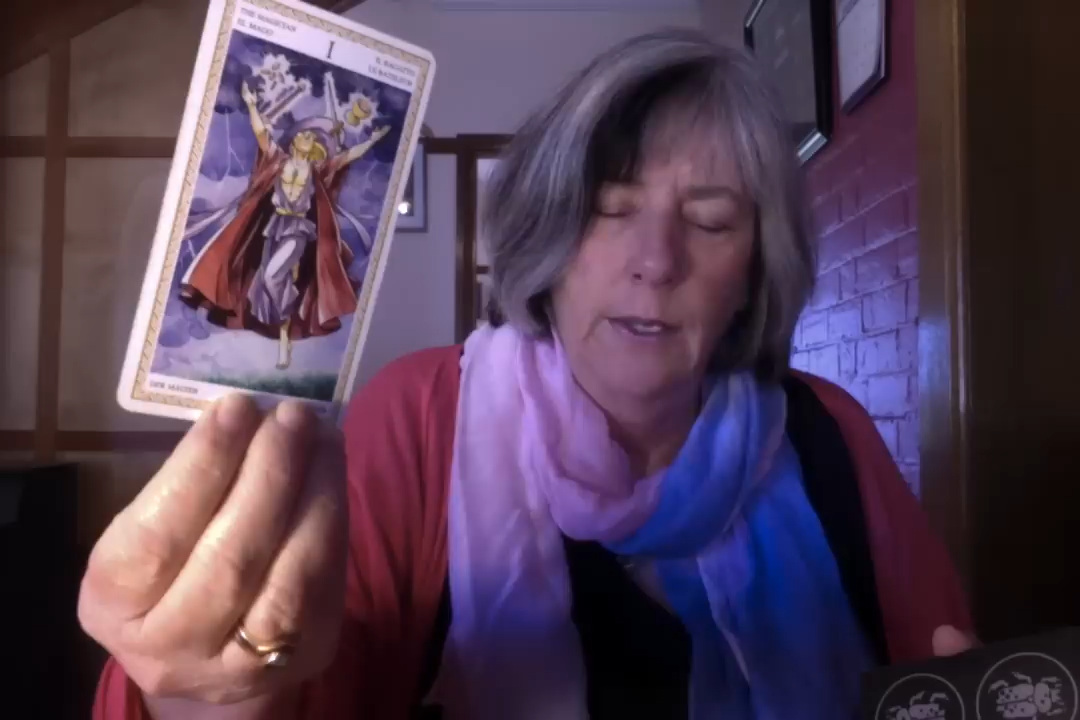 THE MAGICIAN
EL MAGO
I
IL BAGATTO
LE BATELEUR
DER MAGIER